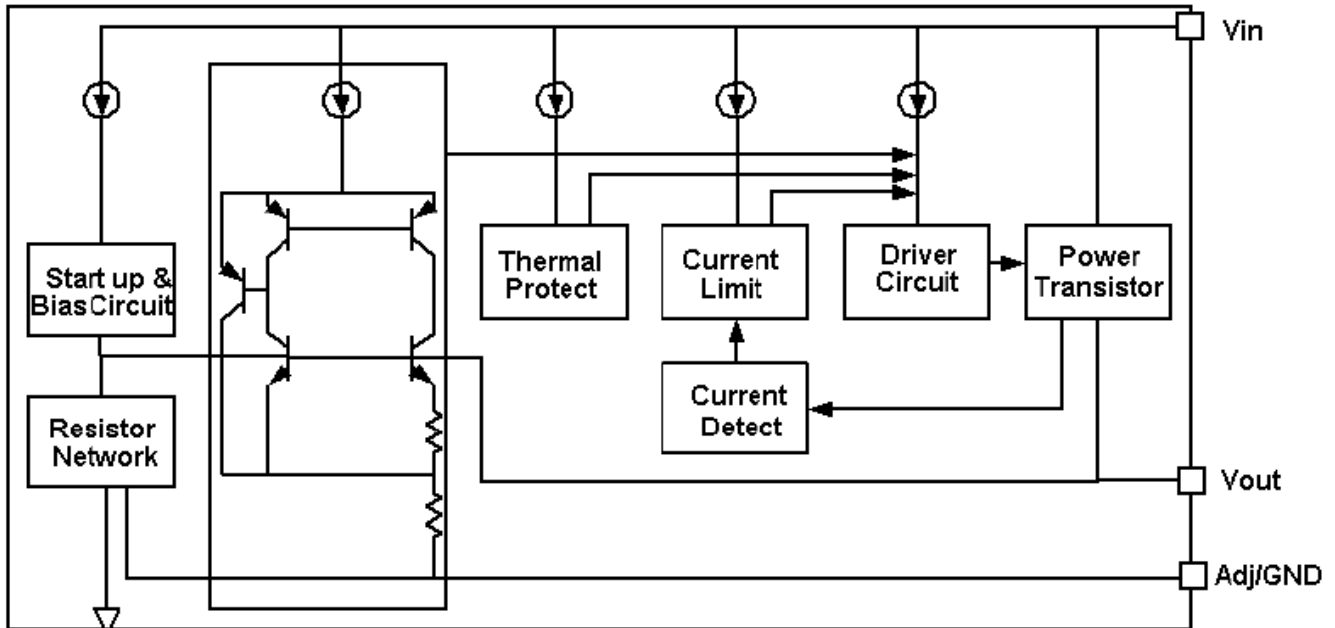 Vin
Start up &
BiasCircuit
Thermal
Protect
Current
Limit
Driver
Circuit
Power
Transistor
Resistor
Network
Current
Detect
Vout
Adj/GND